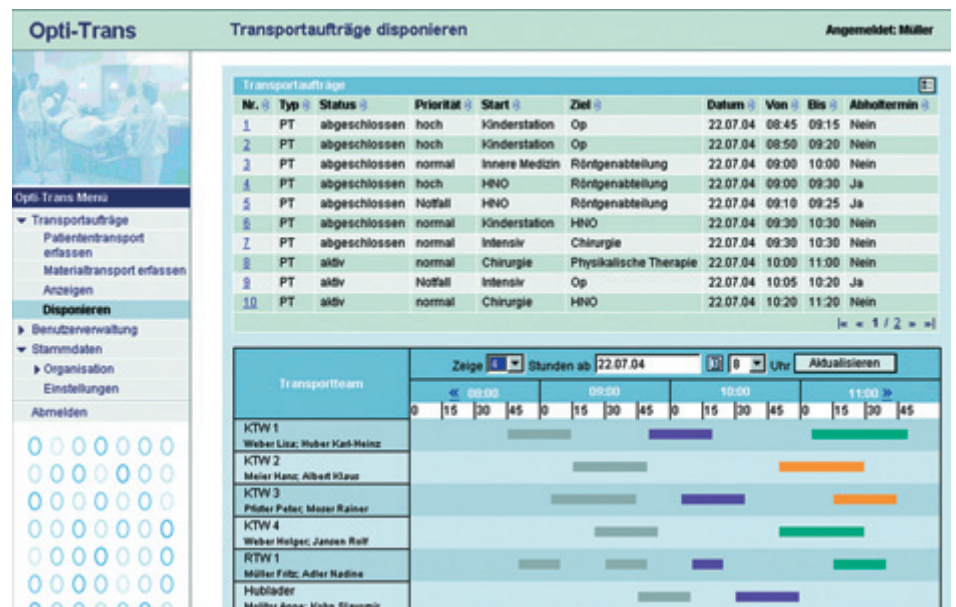 Opti-Trans
Transportaufträge disponieren
Angemeldet: Müller
Transportaufträge
Nr. Typ Status Priorität Start Ziel Datum Von Bis Abholtermin
1 PT abgeschlossen hoch Kinderstation Op 22.07.04 08:45 09:15 Nein
2 PT abgeschlossen hoch Kinderstation Op 22.07.04 08:50 09:20 Nein
3 PT abgeschlossen normal Innere Medizin Röntgenabteilung 22.07.04 09:00 10:00 Nein
4 PT abgeschlossen hoch HNO Röntgenabteilung 22.07.04 09:00 09:30 Ja
5 PT abgeschlossen Notfall HNO Röntgenabteilung 22.07.04 09:10 09:25 Ja
6 PT abgeschlossen normal Kinderstation HNO 22.07.04 09:30 10:30 Nein
7 PT abgeschlossen normal Intensiv Chirurgie 22.07.04 09:30 10:30 Nein
8 PT aktiv normal Chirurgie Physikalische Therapie 22.07.04 10:00 11:00 Nein
9 PT aktiv Notfall Intensiv Op 22.07.04 10:05 10:20 Ja
10 PT aktiv normal Chirurgie HNO 22.07.04 10:20 11:20 Nein
|« « 1 / 2 » »|
Opti-Trans Menü
Transportaufträge
Patiententransport
erfassen
Materialtransport erfassen
Anzeigen
Disponieren
Benutzerverwaltung
Stammdaten
Organisation
Einstellungen
Abmelden
Zeige 4 Stunden ab 22.07.04 8 Uhr Aktualisieren
Transportteam
« 08:00 09:00 10:00 11:00 »
0 15 30 45 0 15 30 45 0 15 30 45 0 15 30 45
KTW 1
Weber Lisa; Huber Karl-Heinz
KTW 2
Meier Hans; Albert Klaus
KTW 3
Pfister Peter; Moser Rainer
KTW 4
Weber Holger; Jansen Rolf
RTW 1
Müller Fritz; Adler Nadine
Hublader